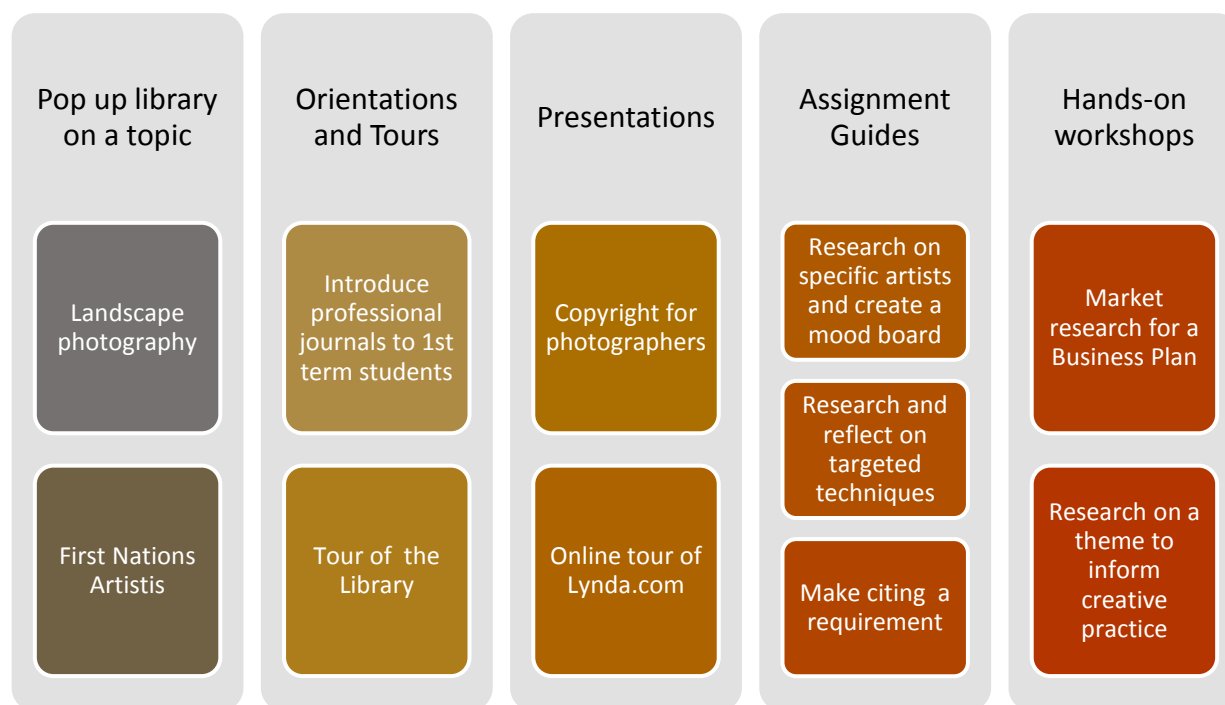 Pop up library
on a topic
Landscape
photography
First Nations
Artistis
Orientations
and Tours
Introduce
professional
journals to 1st
term students
Tour of the
Library
Presentations
Copyright for
photographers
Online tour of
Lynda.com
Assignment
Guides
Research on
specific artists
and create a
mood board
Research and
reflect on
targeted
techniques
Make citing a
requirement
Hands-on
workshops
Market
research for a
Business Plan
Research on a
theme to
inform
creative
practice